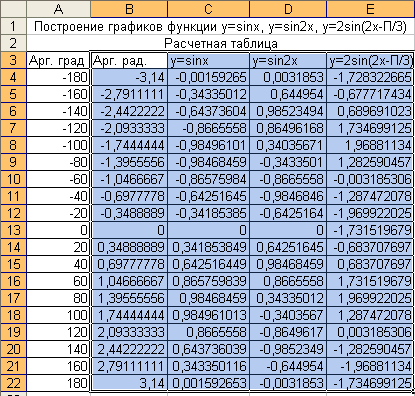 A B C D E
1 Построение графиков функции y=sinx, y=sin2x, y=2sin(2x-П/3)
2 Расчетная таблица
3 Арг. град Арг. рад. y=sinx y=sin2x y=2sin(2x-П/3)
4 -180 -3,14 -0,00159265 0,0031853 -1,728322665
5 -160 -2,7911111 -0,34335012 0,644954 -0,677717434
6 -140 -2,4422222 -0,64373604 0,98523494 0,689691023
7 -120 -2,0933333 -0,8665558 0,86496168 1,734699125
8 -100 -1,7444444 -0,98496101 0,34035671 1,96881134
9 -80 -1,3955556 -0,98468459 -0,3433501 1,282590457
10 -60 -1,0466667 -0,86575984 -0,8665558 -0,003185306
11 -40 -0,6977778 -0,64251645 -0,9846846 -1,287472078
12 -20 -0,3488889 -0,34185385 -0,6425164 -1,969922025
13 0 0 0 0 -1,731519679
14 20 0,34888889 0,341853849 0,64251645 -0,683707697
15 40 0,69777778 0,642516449 0,98468459 0,683707697
16 60 1,04666667 0,865759839 0,8665558 1,731519679
17 80 1,39555556 0,98468459 0,34335012 1,969922025
18 100 1,74444444 0,984961013 -0,3403567 1,287472078
19 120 2,09333333 0,8665558 -0,8649617 0,003185306
20 140 2,44222222 0,643736039 -0,9852349 -1,282590457
21 160 2,79111111 0,343350116 -0,644954 -1,96881134
22 180 3,14 0,001592653 -0,0031853 -1,734699125